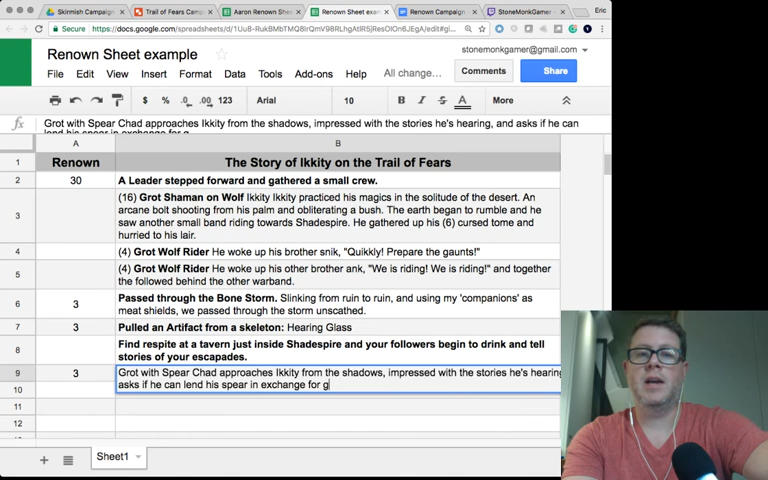 Skirmish Campaign
Trail of Fears Camp
Aaron Renown Shee
Renown Sheet exam
Renown Campaign
StoneMonkGamer -
Eric
Secure
https://docs.google.com/spreadsheets/d/
Renown Sheet example
stonemonkgamer@gmail.com
File Edit View Insert Format Data Tools Add-ons Help All change...
Comments
Share
$ % .0 .00 123 Arial 10 B I S A More
fx
Grot with Spear Chad approaches Ikkity from the shadows, impressed with the stories he's hearing, and asks if he can
lend his spear in exchange for g
A B
1 Renown The Story of Ikkity on the Trail of Fears
2 30 A Leader stepped forward and gathered a small crew.
(16) Grot Shaman on Wolf Ikkity Ikkity practiced his magics in the solitude of the desert. An
arcane bolt shooting from his palm and obliterating a bush. The earth began to rumble and he
3 saw another small band riding towards Shadespire. He gathered up his (6) cursed tome and
hurried to his lair.
4 (4) Grot Wolf Rider He woke up his brother snik, "Quikkly! Prepare the gaunts!"
5 (4) Grot Wolf Rider He woke up his other brother ank, "We is riding! We is riding!" and together
the followed behind the other warband.
6 3 Passed through the Bone Storm. Slinking from ruin to ruin, and using my 'companions' as
meat shields, we passed through the storm unscathed.
7 3 Pulled an Artifact from a skeleton: Hearing Glass
8 Find respite at a tavern just inside Shadespire and your followers begin to drink and tell
stories of your escapades.
9 3 Grot with Spear Chad approaches Ikkity from the shadows, impressed with the stories he's hearing
10 asks if he can lend his spear in exchange for g
11
12
Sheet1